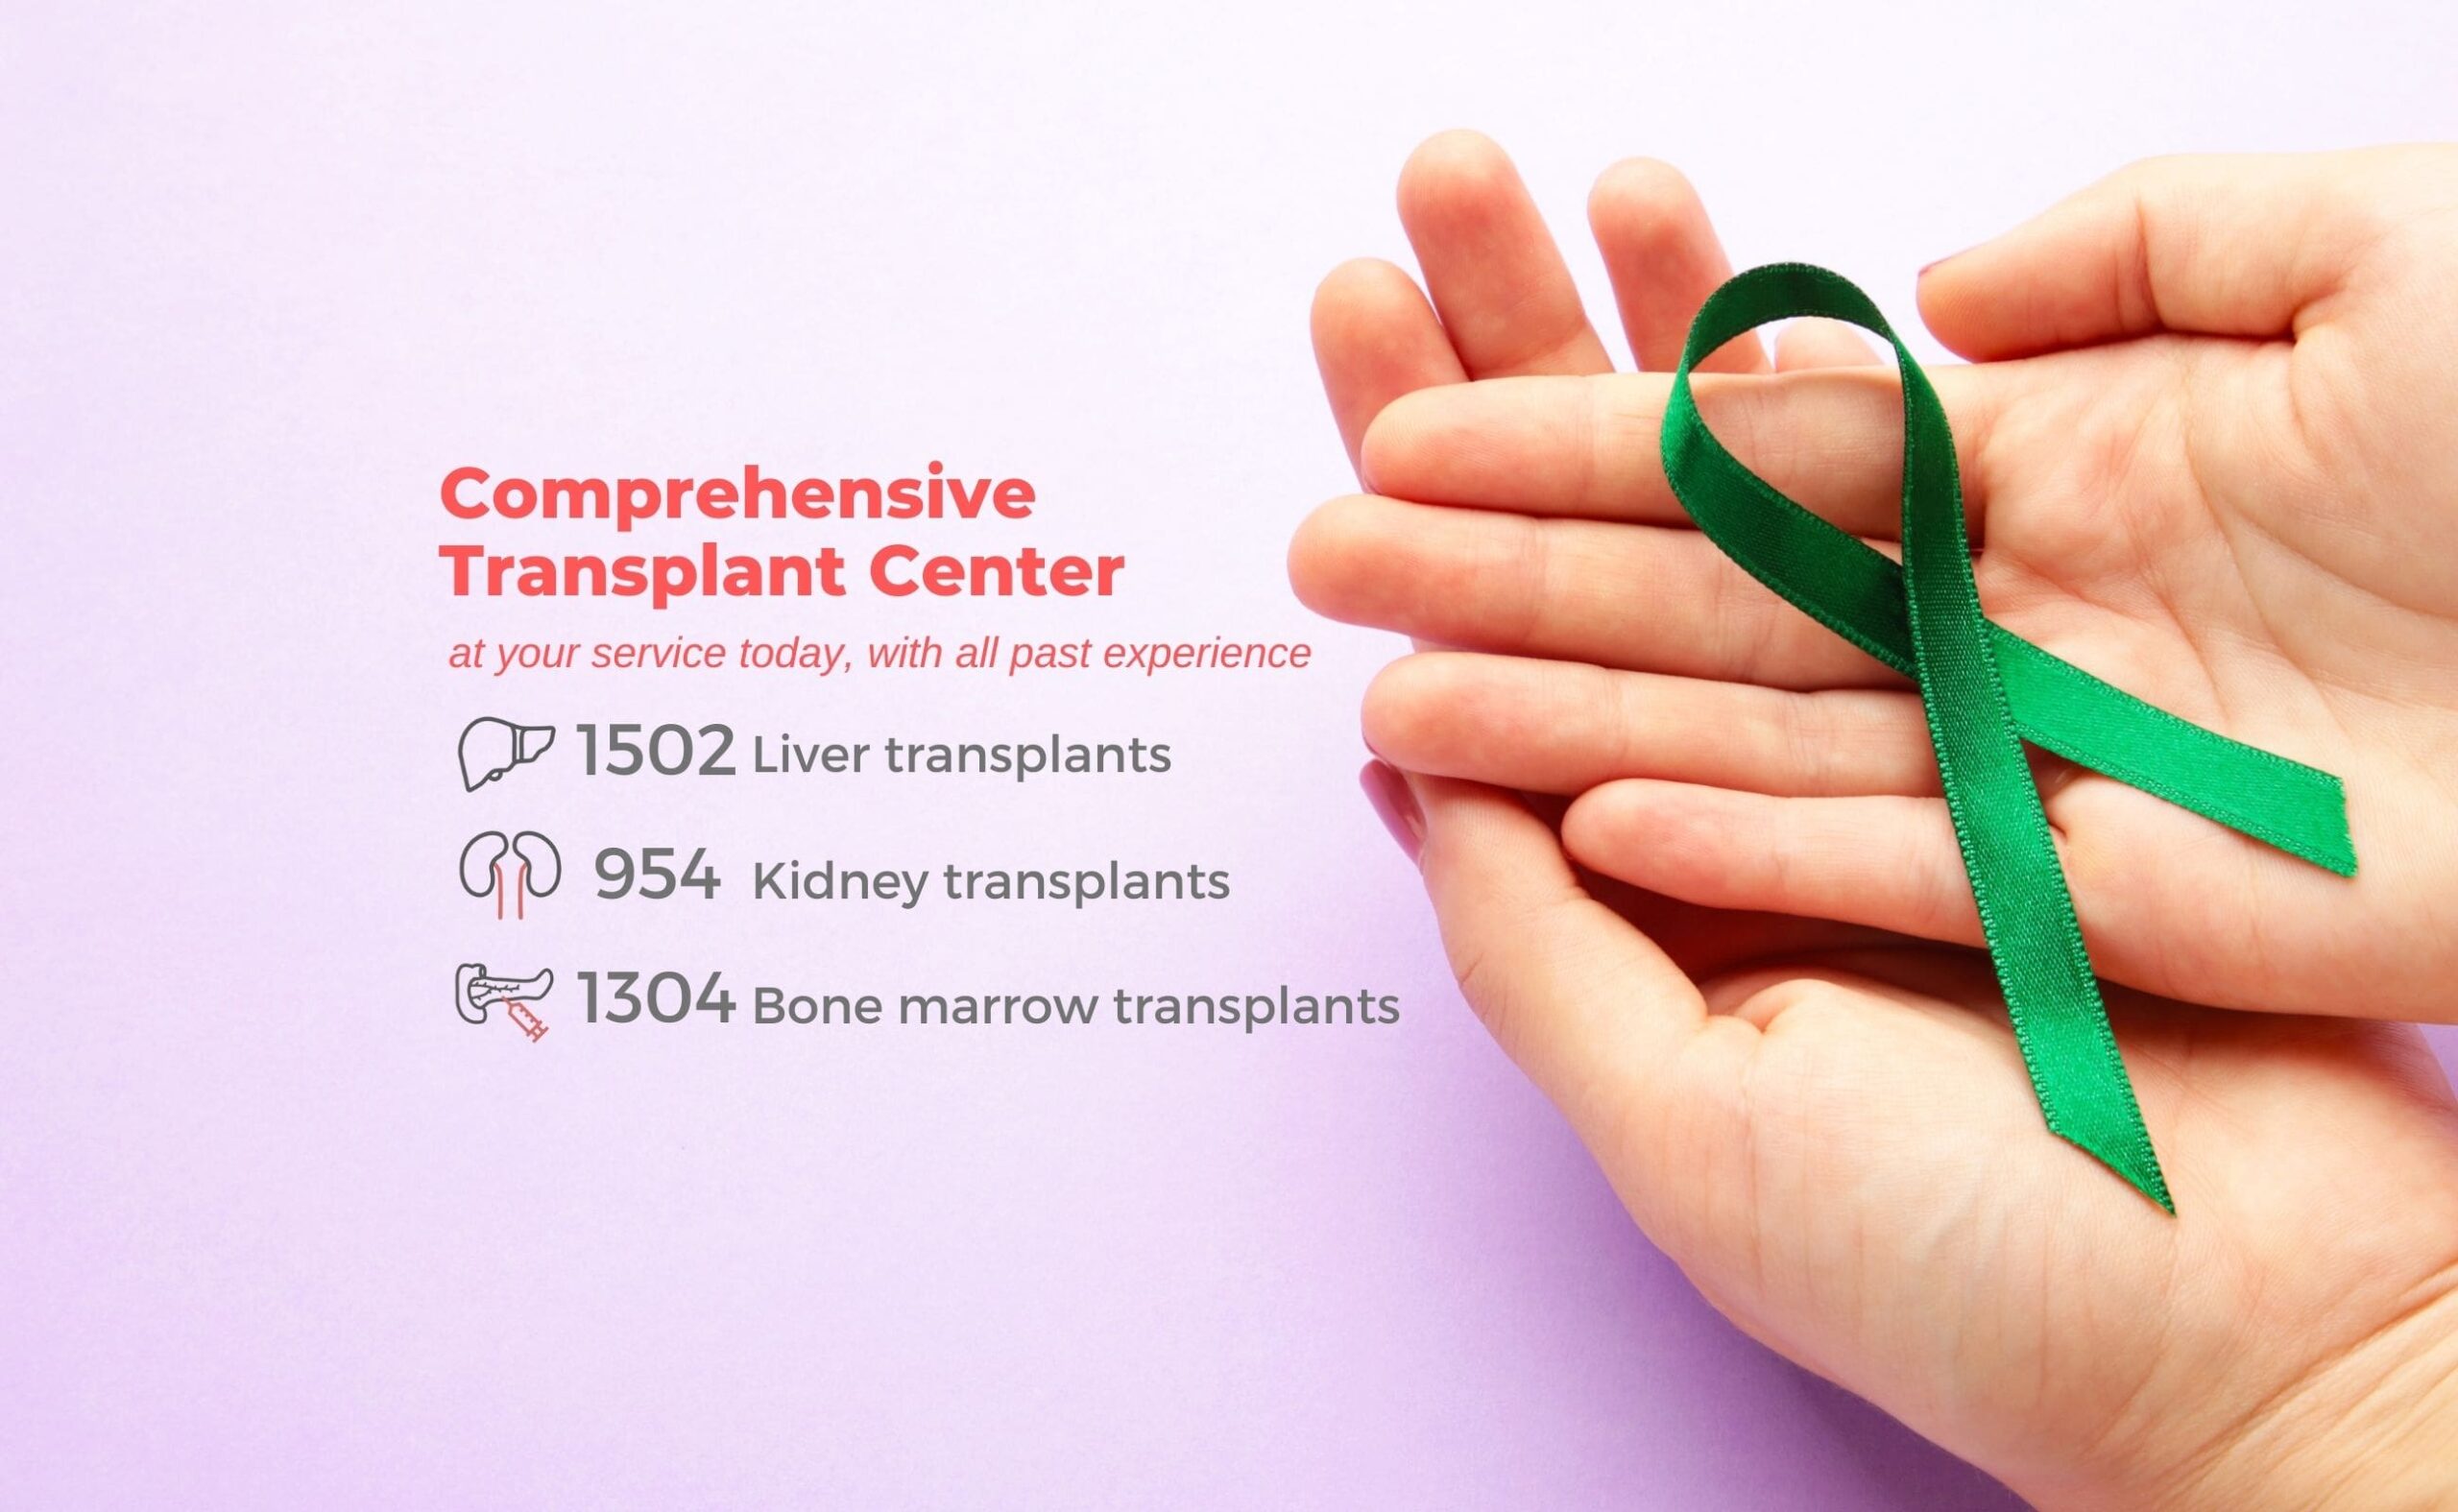 Comprehensive
Transplant Center
at your service today, with all past experience
1502 Liver transplants
954 Kidney transplants
1304 Bone marrow transplants